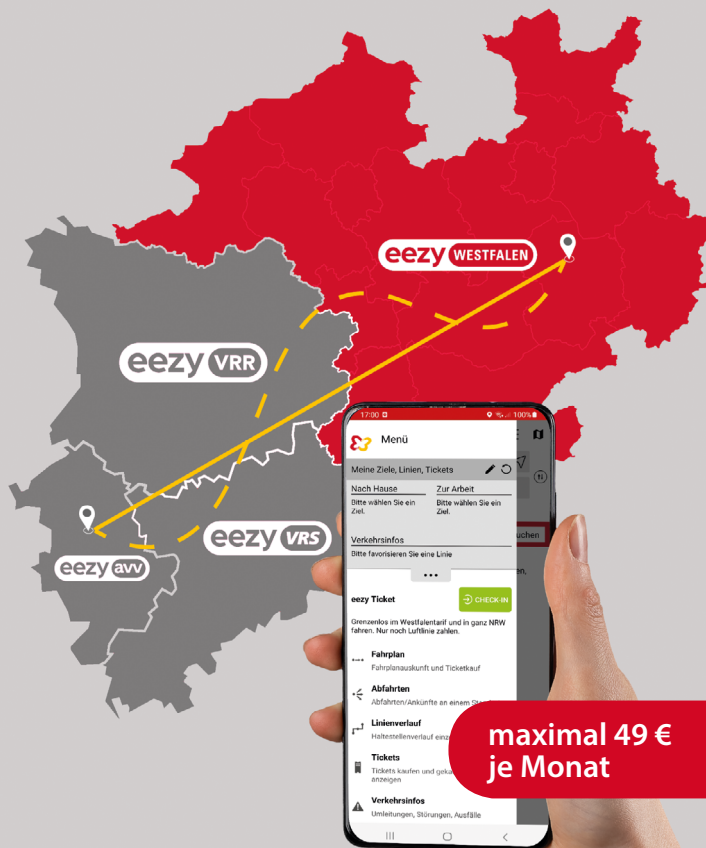 eezy WESTFALEN
eezy VRR
eezy VRS
eezy avv
17:00
100%
Menü
Meine Ziele, Linien, Tickets
Nach Hause
Zur Arbeit
Bitte wählen Sie ein
Ziel.
Bitte wählen Sie ein
Ziel.
Verkehrsinfos
Bitte favorisieren Sie eine Linie
eezy Ticket
CHECK-IN
Grenzenlos im Westfalentarif und in ganz NRW
fahren. Nur noch Luftlinie zahlen.
Fahrplan
Fahrplanauskunft und Ticketkauf
Abfahrten
Abfahrten/Ankünfte an einem
Linienverlauf
Haltestellenverlauf
Tickets
Tickets kaufen und
anzeigen
Verkehrsinfos
Umleitungen, Störungen, Ausfälle
maximal 49 €
je Monat